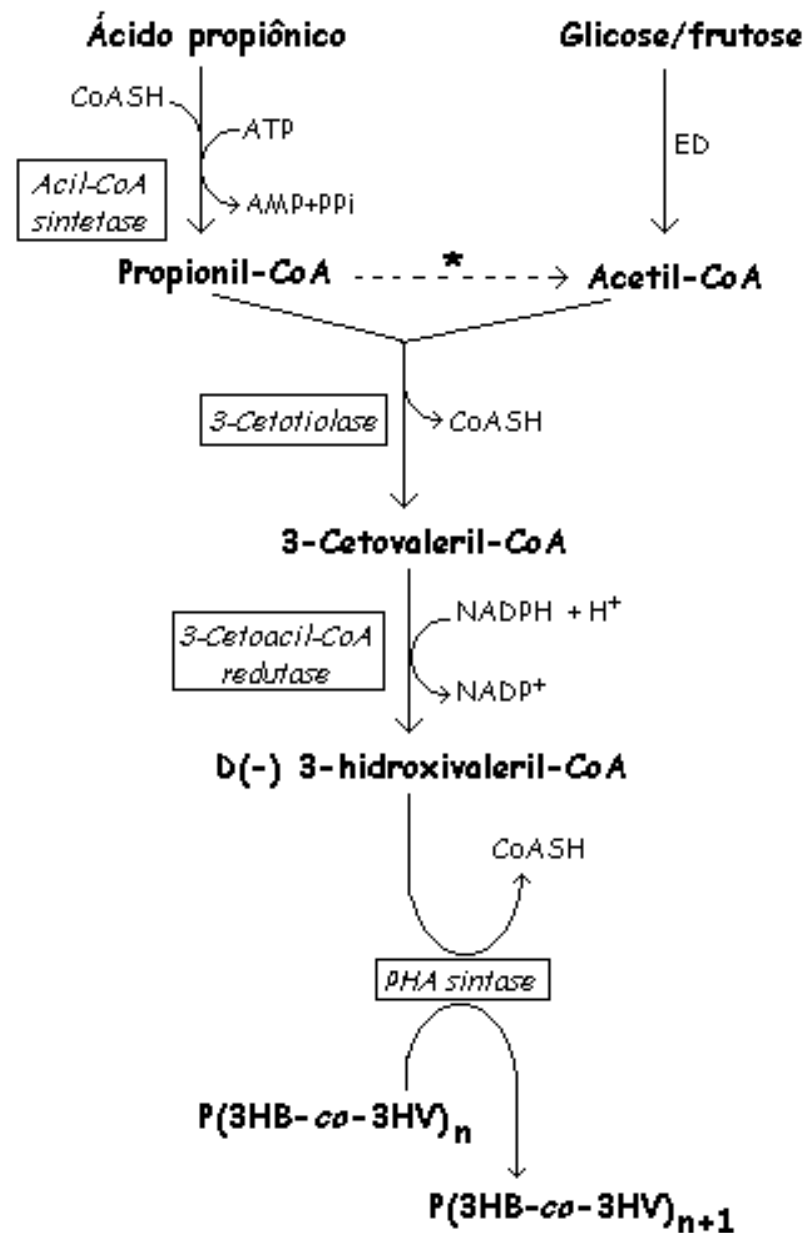 Ácido propiônico
Glicose/frutose
CoASH
ATP
ED
Acil-CoA
sintetase
AMP+PPi
Propionil-CoA
*
Acetil-CoA
3-Cetotiolase
CoASH
3-Cetovaleril-CoA
NADPH + H⁺
3-Cetoacil-CoA
redutase
NADP⁺
D(-) 3-hidroxivaleril-CoA
CoASH
PHA sintase
P(3HB-co-3HV)n
P(3HB-co-3HV)n+1